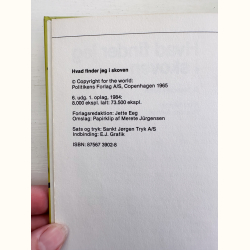 Hvad finder jeg i skoven
© Copyright for the world:
Politikens Forlag A/S, Copenhagen 1965
6. udg. 1. oplag, 1984:
8.000 ekspl. Ialt: 73.500 ekspl.
Forlagsredaktion: Jette Eeg
Omslag: Papirklip af Merete Jürgensen
Sats og tryk: Sankt Jørgen Tryk A/S
Indbinding: E.J. Grafik
ISBN: 87567 3902-8